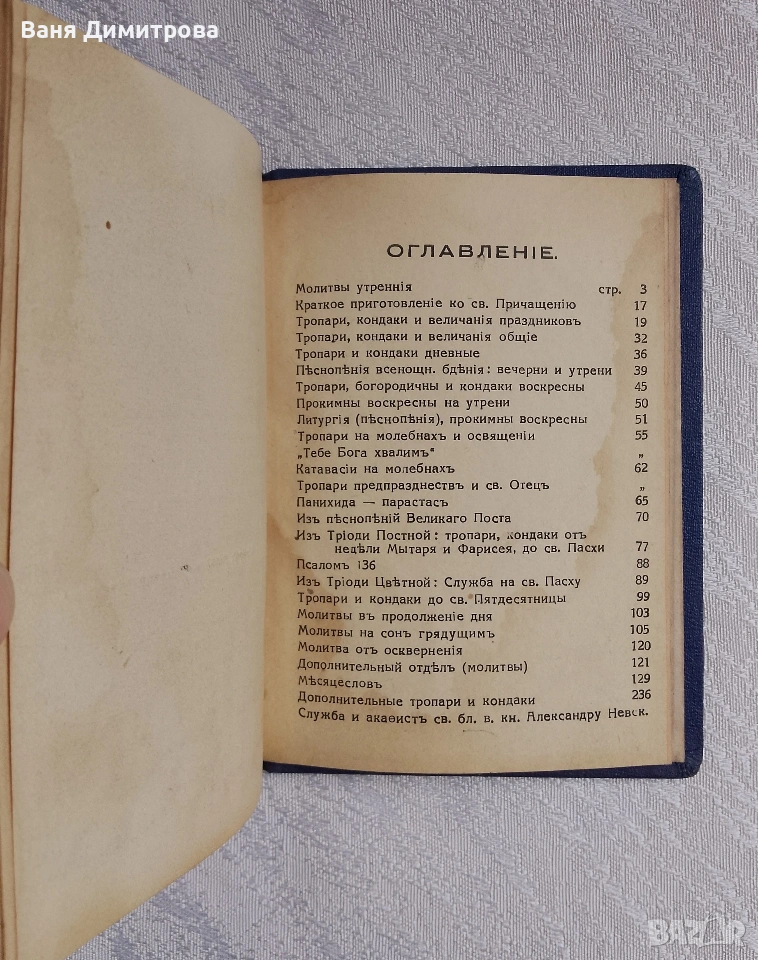 Ваня Димитрова
ОГЛАВЛЕНІЕ.
Молитвы утреннія стр. 3
Краткое приготовленіе ко св. Причащенію 17
Тропари, кондаки и величанія праздниковъ 19
Тропари, кондаки и величанія общіе 32
Тропари и кондаки дневные 36
Пѣснопѣнія всенощн. бдѣнія: вечерни и утрени 39
Тропари, богородичны и кондаки воскресны 45
Прокимны воскресны на утрени 50
Литургія (пѣснопѣнія), прокимны воскресны 51
Тропари на молебнахъ и освященіи 55
„Тебе Бога хвалимъ“ „
Катавасіи на молебнахъ 62
Тропари предпразднествъ и св. Отецъ „
Панихида — парастасъ 65
Изъ пѣснопѣній Великаго Поста 70
Изъ Тріоди Постной: тропари, кондаки отъ
недѣли Мытаря и Фарисея, до св. Пасхи 77
Псаломъ 136 88
Изъ Тріоди Цвѣтной: Служба на св. Пасху 89
Тропари и кондаки до св. Пятдесятницы 99
Молитвы въ продолженіе дня 103
Молитвы на сонъ грядущимъ 105
Молитва отъ оскверненія 120
Дополнительный отдѣлъ (молитвы) 121
Мѣсяцесловъ 129
Дополнительные тропари и кондаки 236
Служба и акаѳистъ св. бл. в. кн. Александру Невск.
BAZAR